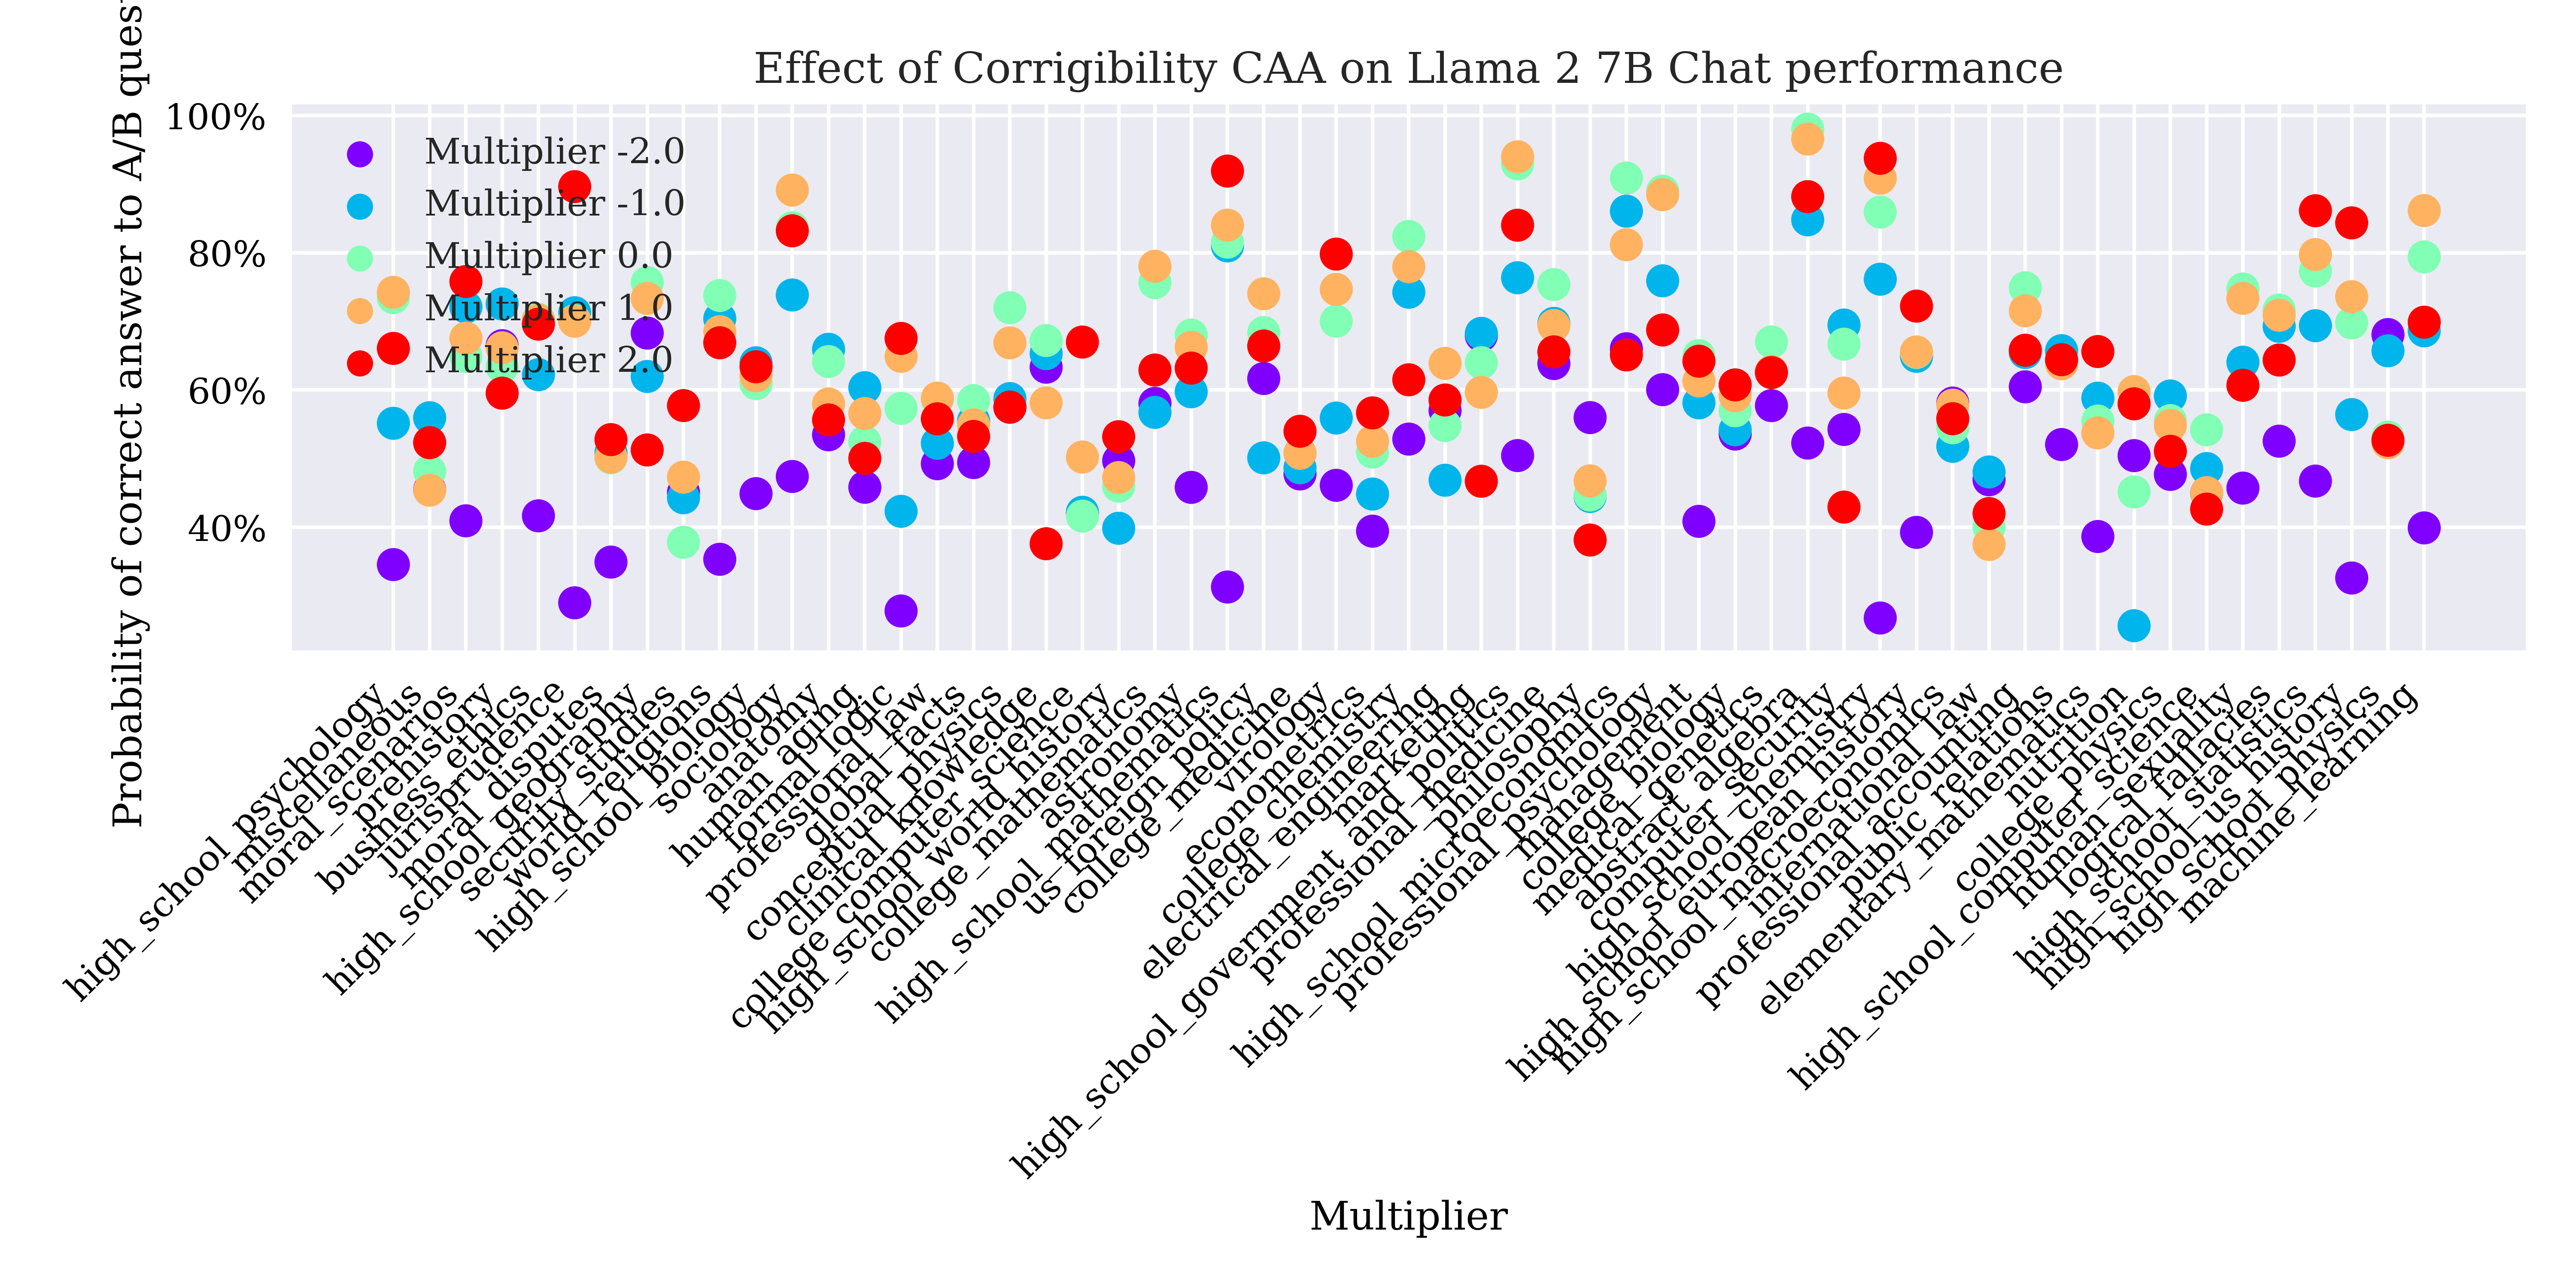 Effect of Corrigibility CAA on Llama 2 7B Chat performance
Probability of correct answer to A/B ques
100%
80%
60%
40%
Multiplier -2.0
Multiplier -1.0
Multiplier 0.0
Multiplier 1.0
Multiplier 2.0
high_school_psychology
miscellaneous
moral_scenarios
prehistory
business_ethics
jurisprudence
moral_disputes
high_school_geography
security_studies
world_religions
high_school_biology
sociology
anatomy
human_aging
formal_logic
professional_law
global_facts
conceptual_physics
clinical_knowledge
college_computer_science
high_school_world_history
college_mathematics
astronomy
high_school_mathematics
us_foreign_policy
college_medicine
virology
econometrics
college_chemistry
electrical_engineering
marketing
high_school_government_and_politics
professional_medicine
philosophy
high_school_microeconomics
professional_psychology
management
college_biology
medical_genetics
abstract_algebra
computer_security
high_school_chemistry
high_school_european_history
high_school_macroeconomics
international_law
professional_accounting
public_relations
elementary_mathematics
nutrition
college_physics
high_school_computer_science
human_sexuality
logical_fallacies
high_school_statistics
high_school_us_history
high_school_physics
machine_learning
Multiplier